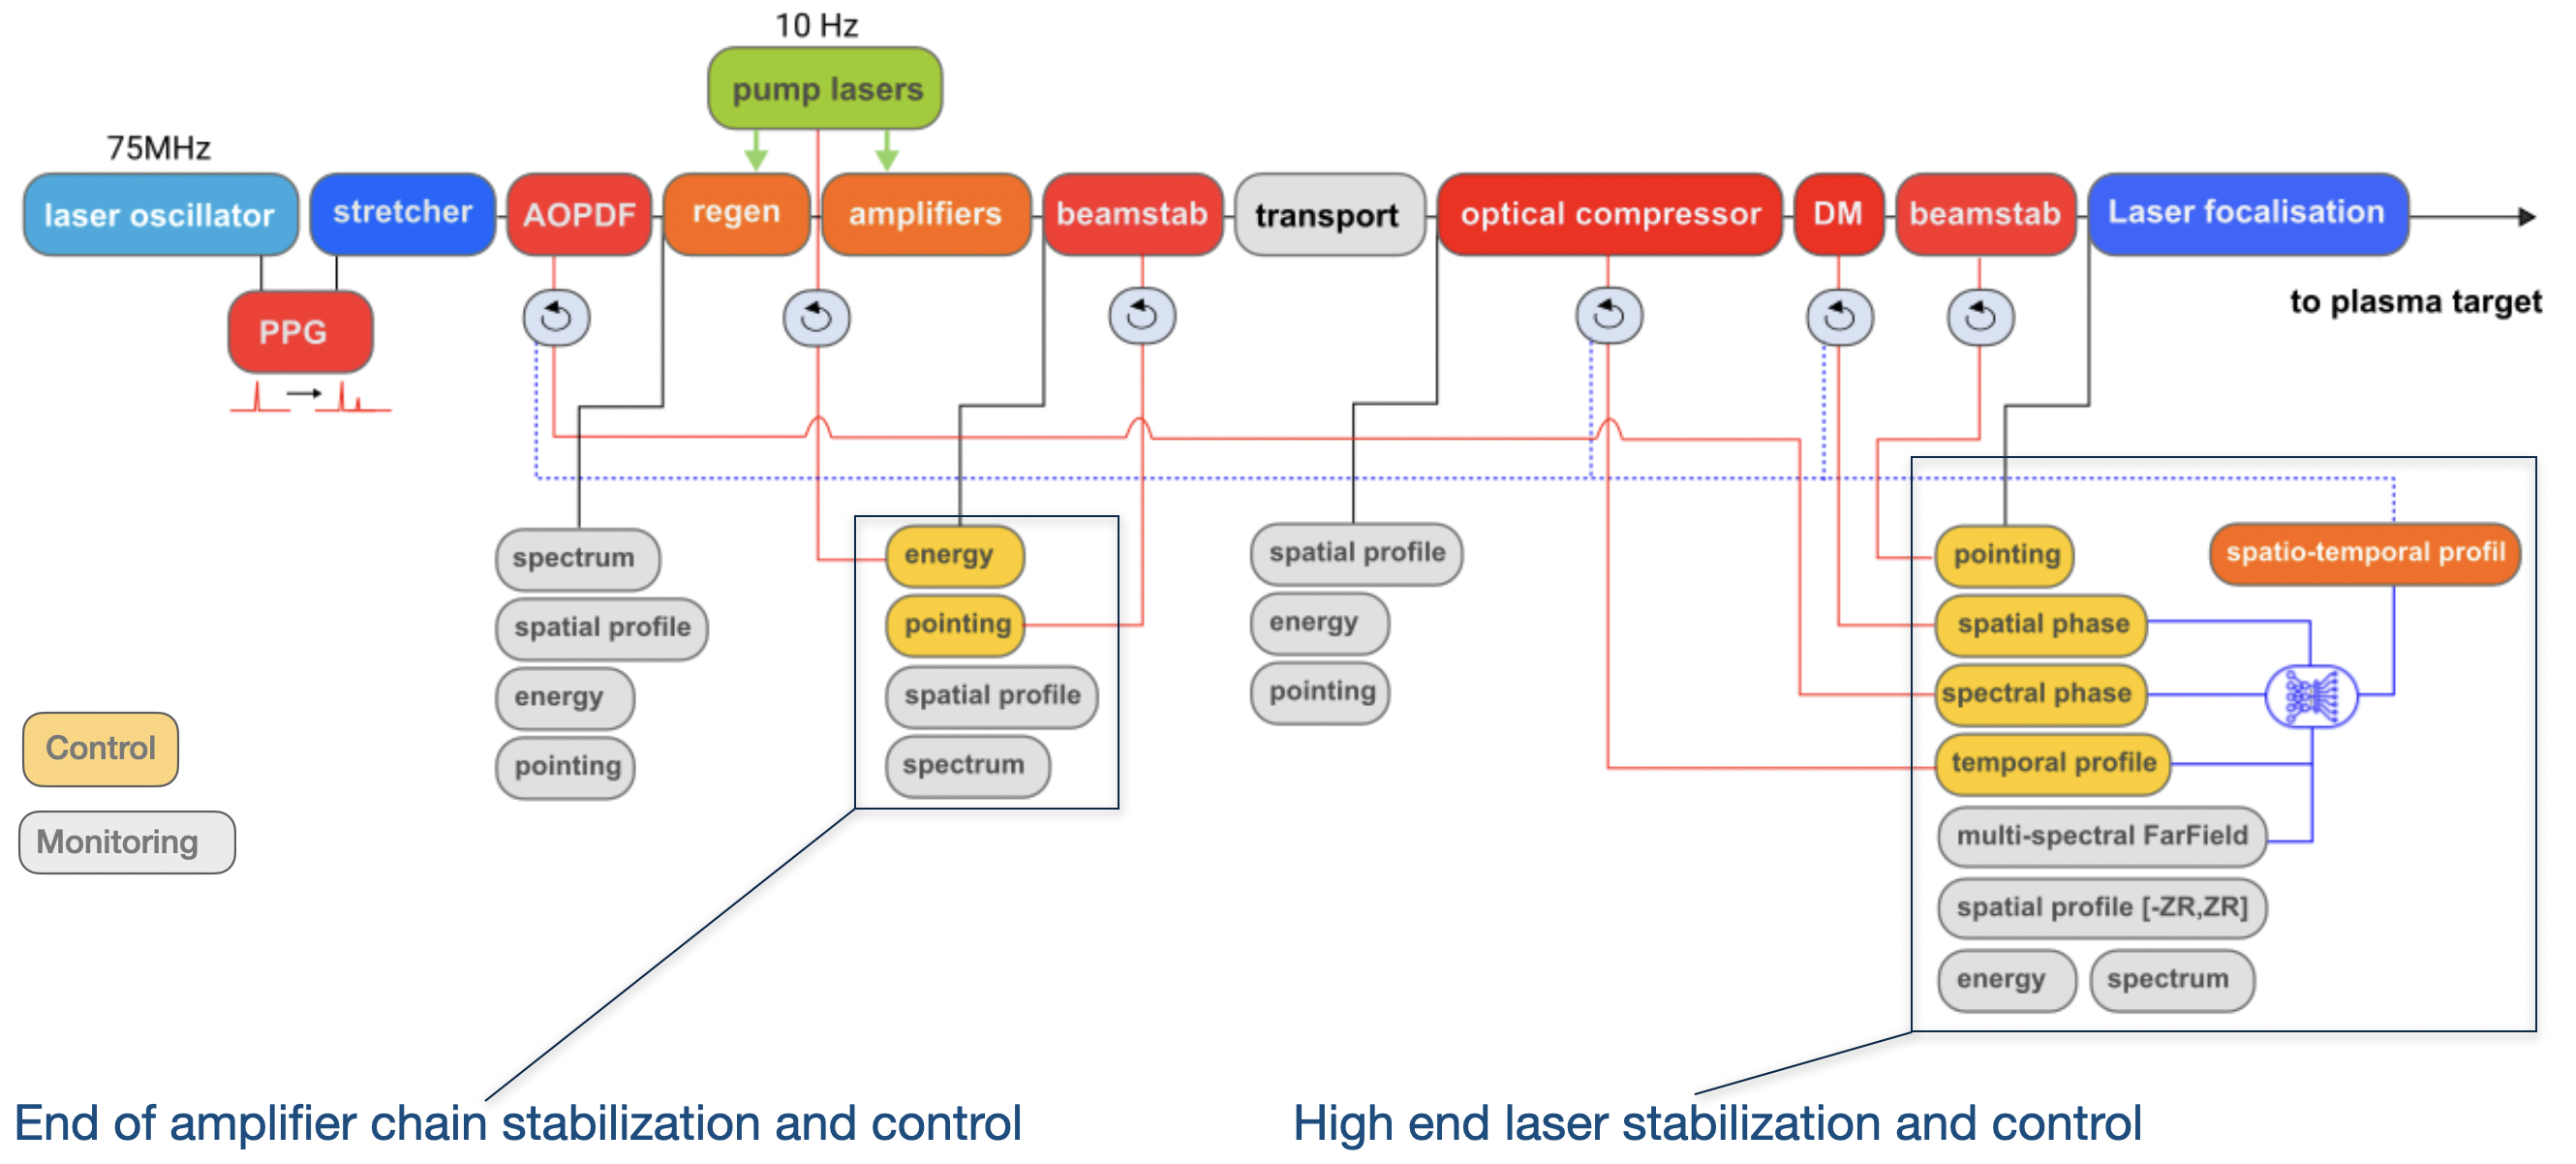 10 Hz
pump lasers
75MHz
laser oscillator
stretcher
AOPDF
regen
amplifiers
beamstab
transport
optical compressor
DM
beamstab
Laser focalisation
to plasma target
PPG
spectrum
spatial profile
energy
pointing
energy
pointing
spatial profile
spectrum
spatial profile
energy
pointing
pointing
spatio-temporal profil
spatial phase
spectral phase
temporal profile
multi-spectral FarField
spatial profile [-ZR,ZR]
energy
spectrum
Control
Monitoring
End of amplifier chain stabilization and control
High end laser stabilization and control